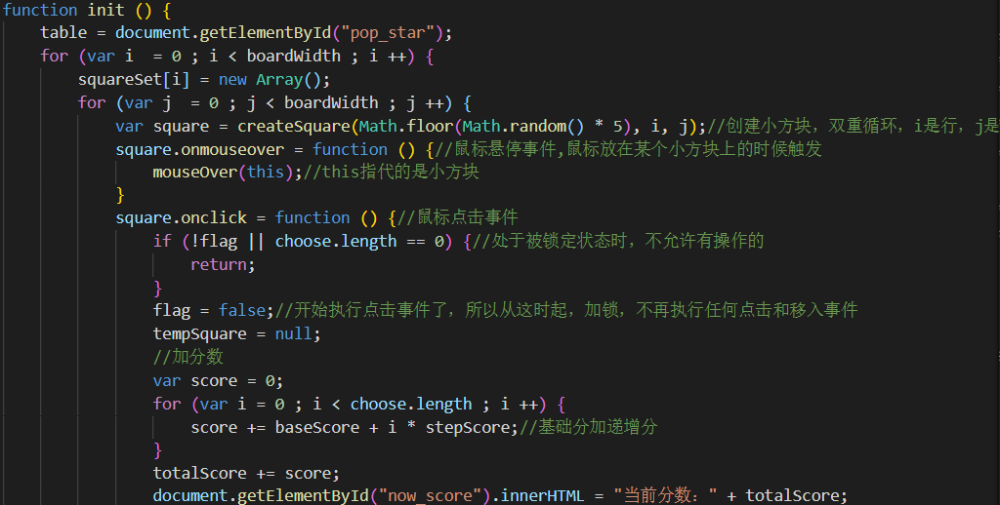 function init () {
table = document.getElementById("pop_star");
for (var i  = 0 ; i < boardWidth ; i ++) {
squareSet[i] = new Array();
for (var j  = 0 ; j < boardWidth ; j ++) {
var square = createSquare(Math.floor(Math.random() * 5), i, j);//创建小方块，双重循环，i是行，j是
square.onmouseover = function () {//鼠标悬停事件,鼠标放在某个小方块上的时候触发
mouseOver(this);//this指代的是小方块
}
square.onclick = function () {//鼠标点击事件
if (!flag || choose.length == 0) {//处于被锁定状态时，不允许有操作的
return;
}
flag = false;//开始执行点击事件了，所以从这时起，加锁，不再执行任何点击和移入事件
tempSquare = null;
//加分数
var score = 0;
for (var i = 0 ; i < choose.length ; i ++) {
score += baseScore + i * stepScore;//基础分加递增分
}
totalScore += score;
document.getElementById("now_score").innerHTML = "当前分数：" + totalScore;